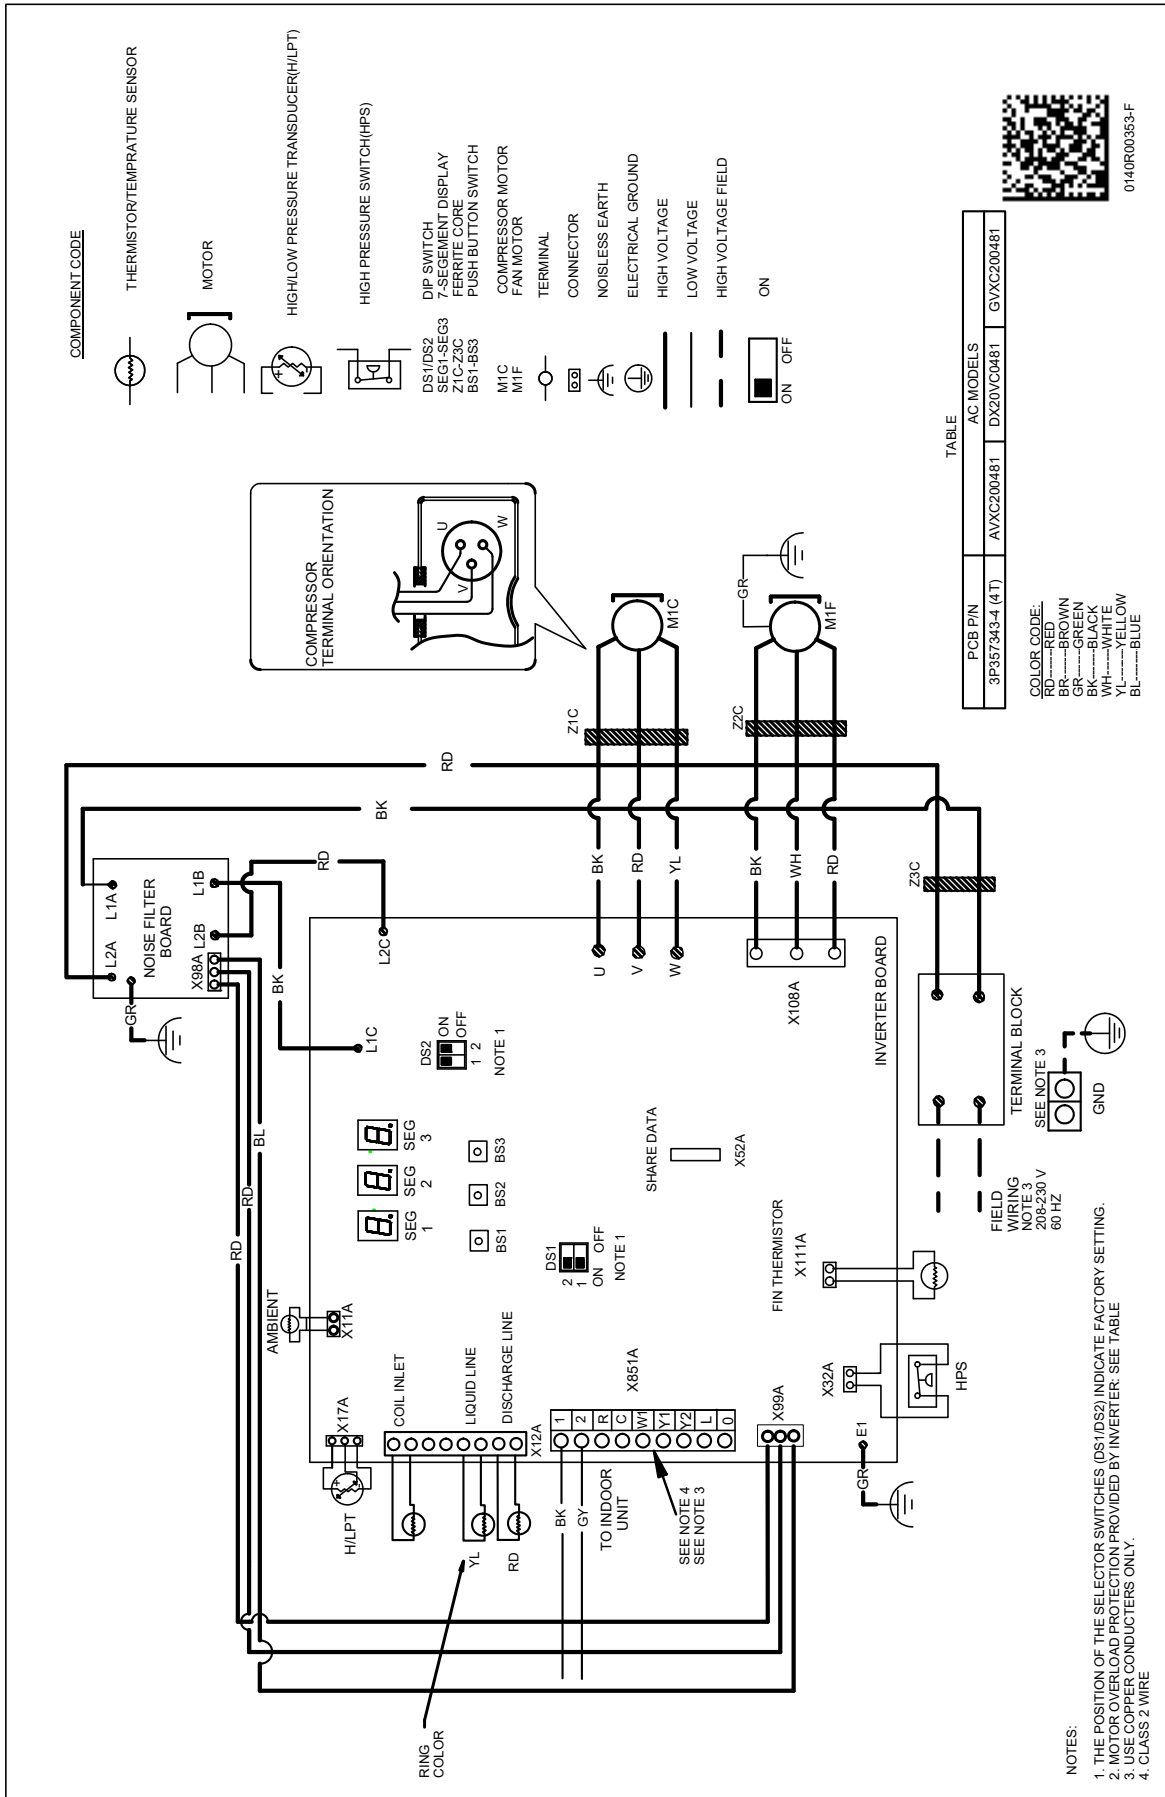 COMPONENT CODE
THERMISTOR/TEMPRATURE SENSOR
MOTOR
HIGH/LOW PRESSURE TRANSDUCER(H/LPT)
HIGH PRESSURE SWITCH(HPS)
DS1/DS2 DIP SWITCH
SEG1-SEG3 7-SEGEMENT DISPLAY
Z1C-Z3C FERRITE CORE
BS1-BS3 PUSH BUTTON SWITCH
M1C COMPRESSOR MOTOR
M1F FAN MOTOR
TERMINAL
CONNECTOR
NOISLESS EARTH
ELECTRICAL GROUND
HIGH VOLTAGE
LOW VOLTAGE
HIGH VOLTAGE FIELD
ON
ON OFF
COMPRESSOR
TERMINAL ORIENTATION
U
V
W
NOISE FILTER
BOARD
L2A
L1A
L2B
L1B
X98A
GR
RD
BK
RD
BK
RD
RD
BL
L1C
L2C
AMBIENT
X11A
H/LPT
X17A
COIL INLET
LIQUID LINE
DISCHARGE LINE
X12A
YL
RD
RING
COLOR
SEG
1
SEG
2
SEG
3
BS1
BS2
BS3
DS2
ON
OFF
1 2
NOTE 1
DS1
2
1
ON OFF
NOTE 1
SHARE DATA
X52A
X851A
1
2
R
C
W1
Y1
Y2
L
0
BK
GY
TO INDOOR
UNIT
SEE NOTE 4
SEE NOTE 3
X99A
E1
GR
X32A
HPS
FIN THERMISTOR
X111A
INVERTER BOARD
U
V
W
BK
RD
YL
Z1C
M1C
X108A
BK
WH
RD
Z2C
M1F
GR
Z3C
TERMINAL BLOCK
FIELD
WIRING
NOTE 3
208-230 V
60 HZ
SEE NOTE 3
GND
TABLE
PCB P/N AC MODELS
3P357343-4 (4T) AVXC200481 DX20VC0481 GVXC200481
COLOR CODE:
RD------RED
BR------BROWN
GR------GREEN
BK------BLACK
WH------WHITE
YL------YELLOW
BL------BLUE
0140R00353-F
NOTES:
1. THE POSITION OF THE SELECTOR SWITCHES (DS1/DS2) INDICATE FACTORY SETTING.
2. MOTOR OVERLOAD PROTECTION PROVIDED BY INVERTER: SEE TABLE
3. USE COPPER CONDUCTERS ONLY.
4. CLASS 2 WIRE